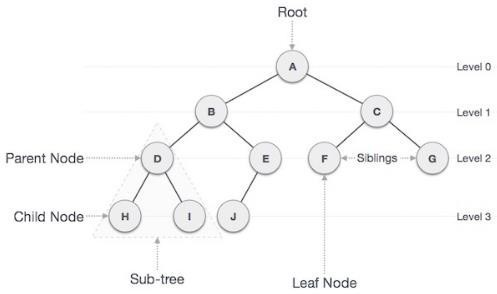 Root
A
Level 0
B
C
Level 1
Parent Node
D
E
F
Siblings
G
Level 2
Child Node
H
I
J
Level 3
Sub-tree
Leaf Node